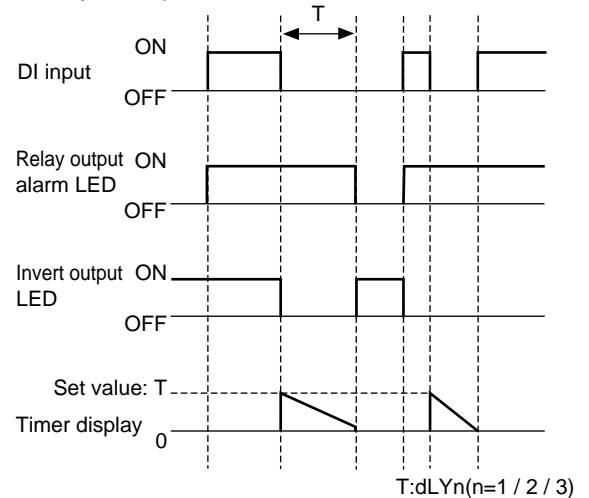 T
ON
DI input
OFF
Relay output ON
alarm LED
OFF
Invert output ON
LED
OFF
Set value: T
Timer display
0
T:dLYn(n=1 / 2 / 3)